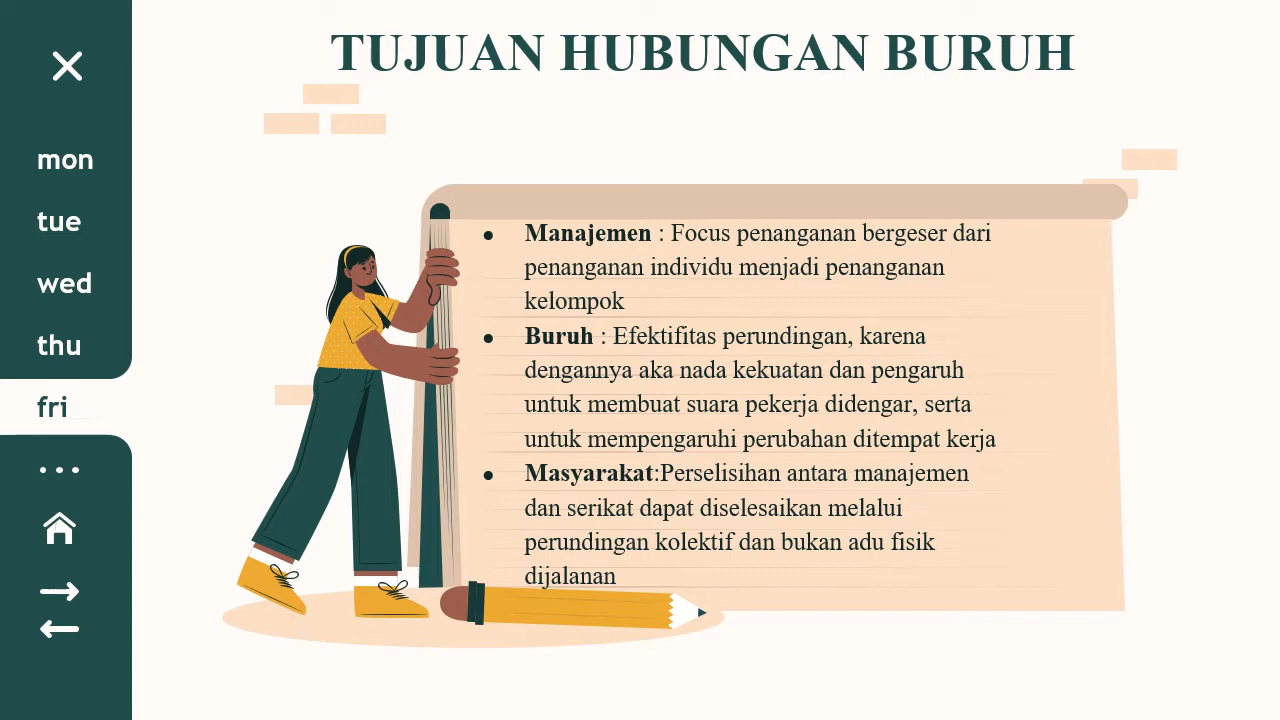 TUJUAN HUBUNGAN BURUH
mon
tue
wed
thu
fri
● Manajemen : Focus penanganan bergeser dari
penanganan individu menjadi penanganan
kelompok
● Buruh : Efektifitas perundingan, karena
dengannya aka nada kekuatan dan pengaruh
untuk membuat suara pekerja didengar, serta
untuk mempengaruhi perubahan ditempat kerja
● Masyarakat:Perselisihan antara manajemen
dan serikat dapat diselesaikan melalui
perundingan kolektif dan bukan adu fisik
dijalanan